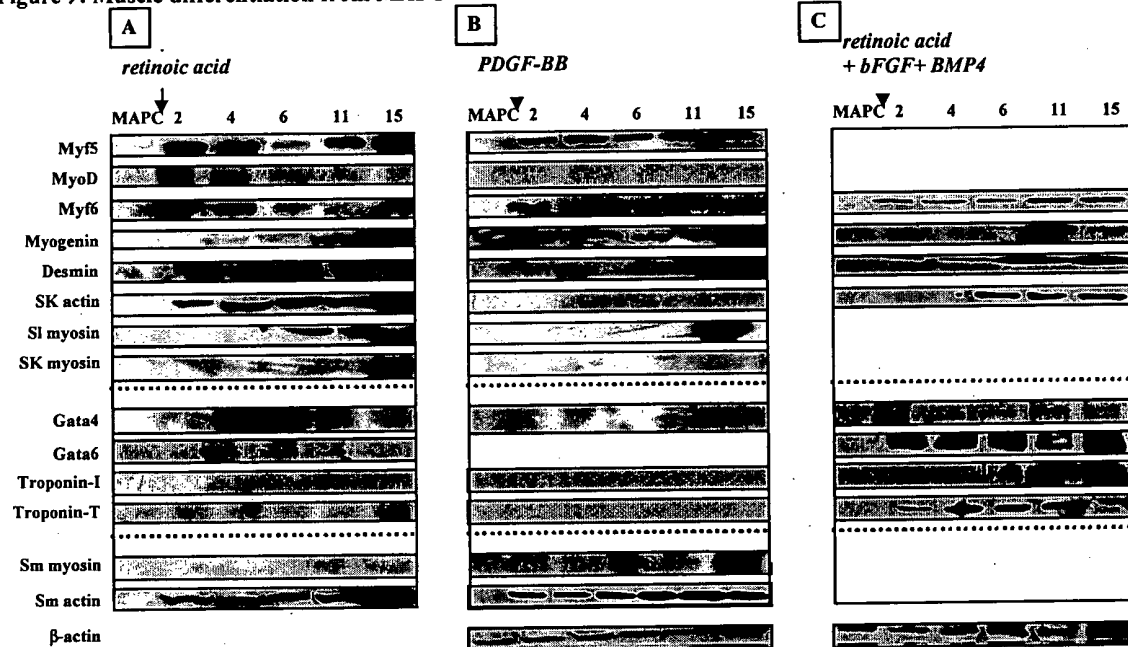 Figure 9: Muscle differentiation from
A
retinoic acid
MAPC 2 4 6 11 15
B
PDGF-BB
MAPC 2 4 6 11 15
C
retinoic acid
+ bFGF+ BMP4
MAPC 2 4 6 11 15
Myf5
MyoD
Myf6
Myogenin
Desmin
SK actin
Sl myosin
SK myosin
Gata4
Gata6
Troponin-I
Troponin-T
Sm myosin
Sm actin
β-actin